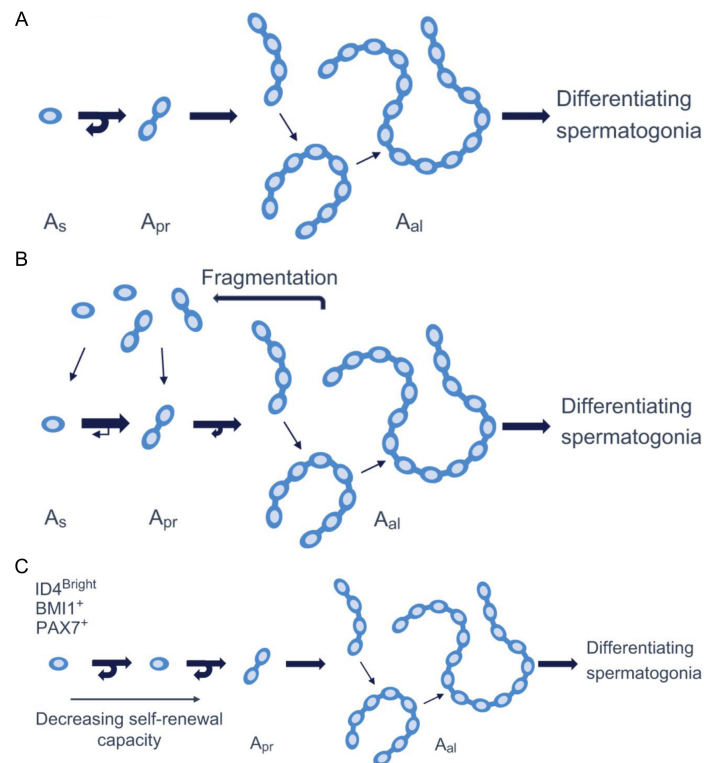 A
Differentiating
spermatogonia
As
Apr
Aal
B
Fragmentation
Differentiating
spermatogonia
As
Apr
Aal
C
ID4Bright
BMI1+
PAX7+
Differentiating
spermatogonia
Decreasing self-renewal
capacity
Apr
Aal